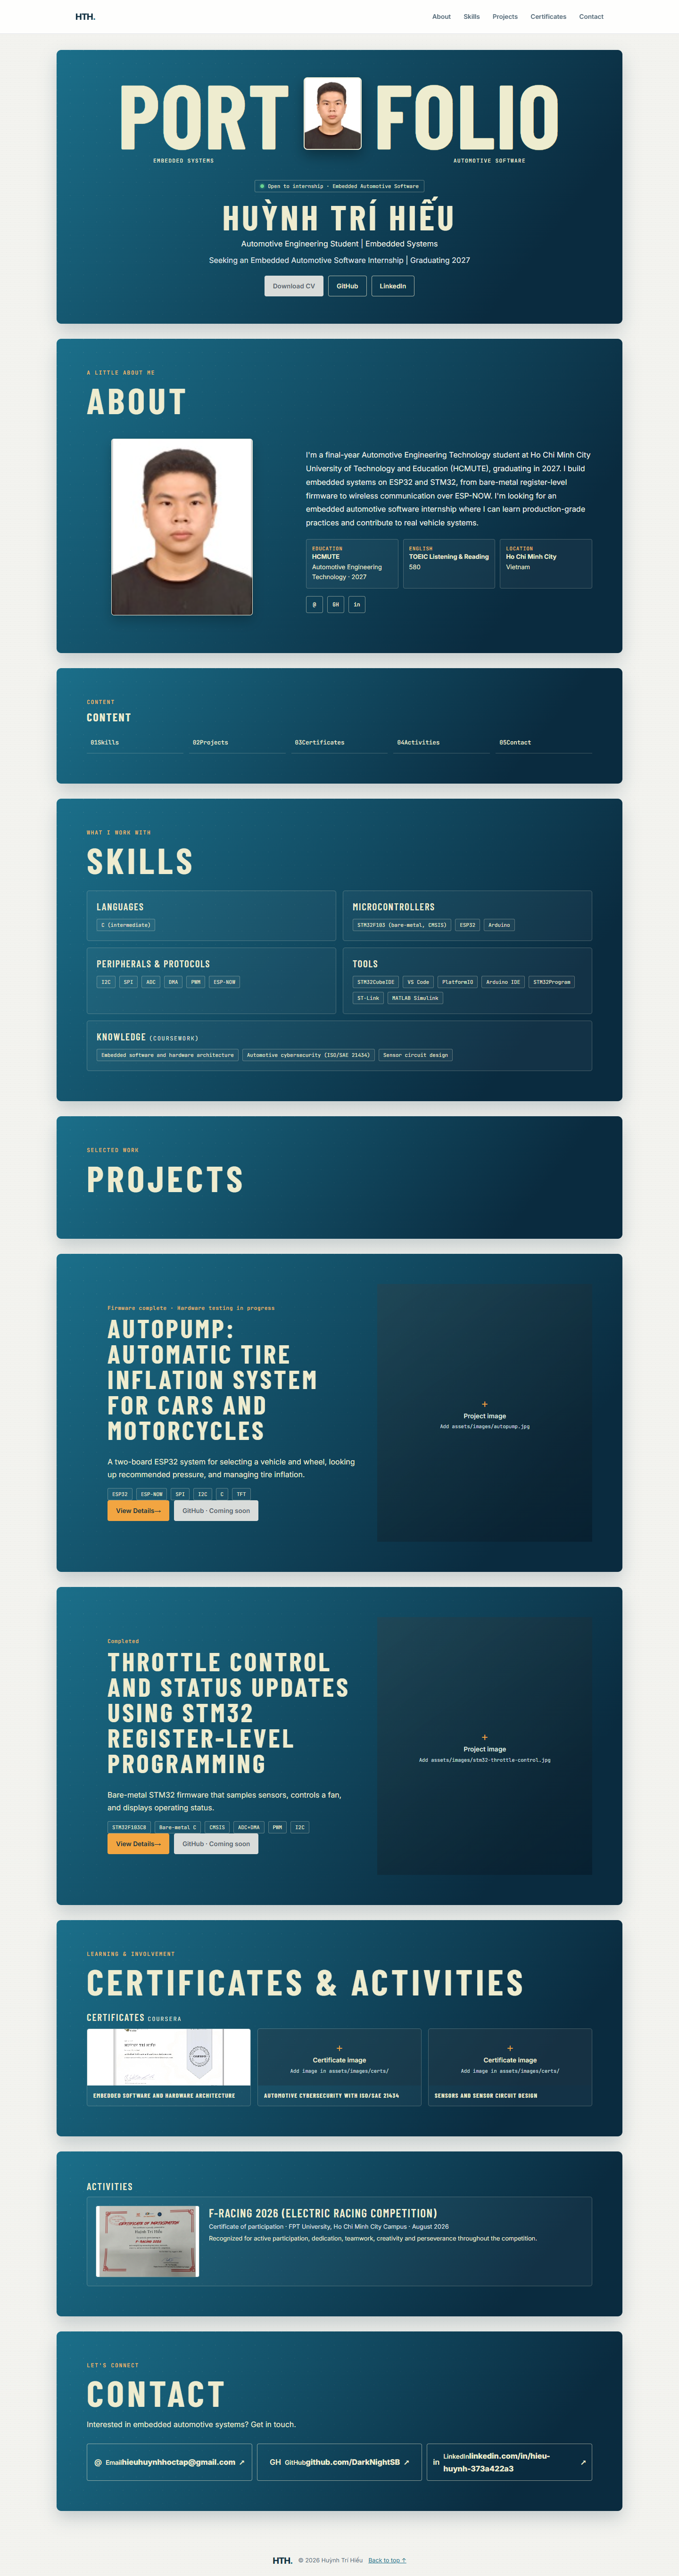 HTH.
About Skills Projects Certificates Contact
PORT FOLIO
EMBEDDED SYSTEMS AUTOMOTIVE SOFTWARE
Open to internship · Embedded Automotive Software
HUỲNH TRÍ HIẾU
Automotive Engineering Student | Embedded Systems
Seeking an Embedded Automotive Software Internship | Graduating 2027
Download CV GitHub LinkedIn
A LITTLE ABOUT ME
ABOUT
I'm a final-year Automotive Engineering Technology student at Ho Chi Minh City
University of Technology and Education (HCMUTE), graduating in 2027. I build
embedded systems on ESP32 and STM32, from bare-metal register-level
firmware to wireless communication over ESP-NOW. I'm looking for an
embedded automotive software internship where I can learn production-grade
practices and contribute to real vehicle systems.
EDUCATION
HCMUTE
Automotive Engineering
Technology · 2027
ENGLISH
TOEIC Listening & Reading
580
LOCATION
Ho Chi Minh City
Vietnam
@ GH in
CONTENT
CONTENT
01Skills 02Projects 03Certificates 04Activities 05Contact
WHAT I WORK WITH
SKILLS
LANGUAGES
C (intermediate)
MICROCONTROLLERS
STM32F103 (bare-metal, CMSIS) ESP32 Arduino
PERIPHERALS & PROTOCOLS
I2C SPI ADC DMA PWM ESP-NOW
TOOLS
STM32CubeIDE VS Code PlatformIO Arduino IDE STM32Program
ST-Link MATLAB Simulink
KNOWLEDGE (COURSEWORK)
Embedded software and hardware architecture Automotive cybersecurity (ISO/SAE 21434) Sensor circuit design
SELECTED WORK
PROJECTS
Firmware complete · Hardware testing in progress
AUTOPUMP:
AUTOMATIC TIRE
INFLATION SYSTEM
FOR CARS AND
MOTORCYCLES
A two-board ESP32 system for selecting a vehicle and wheel, looking
up recommended pressure, and managing tire inflation.
ESP32 ESP-NOW SPI I2C C TFT
View Details→ GitHub · Coming soon
+
Project image
Add assets/images/autopump.jpg
Completed
THROTTLE CONTROL
AND STATUS UPDATES
USING STM32
REGISTER-LEVEL
PROGRAMMING
Bare-metal STM32 firmware that samples sensors, controls a fan,
and displays operating status.
STM32F103C8 Bare-metal C CMSIS ADC+DMA PWM I2C
View Details→ GitHub · Coming soon
+
Project image
Add assets/images/stm32-throttle-control.jpg
LEARNING & INVOLVEMENT
CERTIFICATES & ACTIVITIES
CERTIFICATES COURSERA
EMBEDDED SOFTWARE AND HARDWARE ARCHITECTURE
+
Certificate image
Add image in assets/images/certs/
AUTOMOTIVE CYBERSECURITY WITH ISO/SAE 21434
+
Certificate image
Add image in assets/images/certs/
SENSORS AND SENSOR CIRCUIT DESIGN
ACTIVITIES
CERTIFICATE OF PARTICIPATION
Huỳnh Trí Hiếu
F-RACING 2026 (ELECTRIC RACING COMPETITION)
Certificate of participation · FPT University, Ho Chi Minh City Campus · August 2026
Recognized for active participation, dedication, teamwork, creativity and perseverance throughout the competition.
LET'S CONNECT
CONTACT
Interested in embedded automotive systems? Get in touch.
@ Emailhieuhuynhhoctap@gmail.com ↗
GH GitHubgithub.com/DarkNightSB ↗
in LinkedInlinkedin.com/in/hieu-
huynh-373a422a3 ↗
HTH. © 2026 Huỳnh Trí Hiếu Back to top ↑